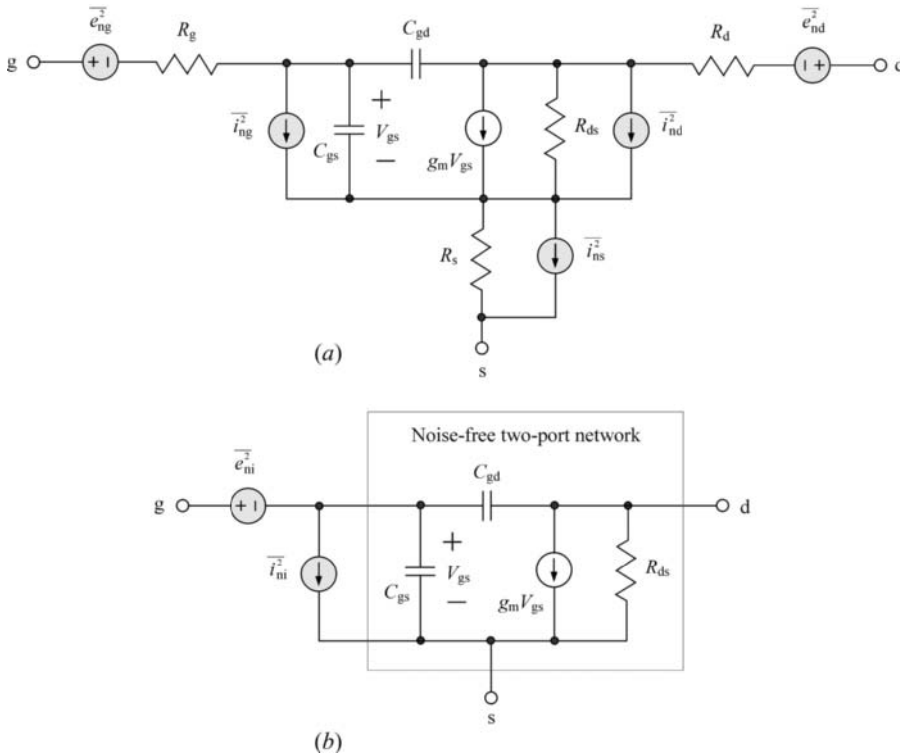 e²ng
Rg
Cgd
Rd
e²nd
g
i²ng
Cgs
+
Vgs
−
gmVgs
Rds
i²nd
Rs
i²ns
(a)
s
Noise-free two-port network
e²ni
Cgd
g
d
i²ni
Cgs
+
Vgs
−
gmVgs
Rds
s
(b)